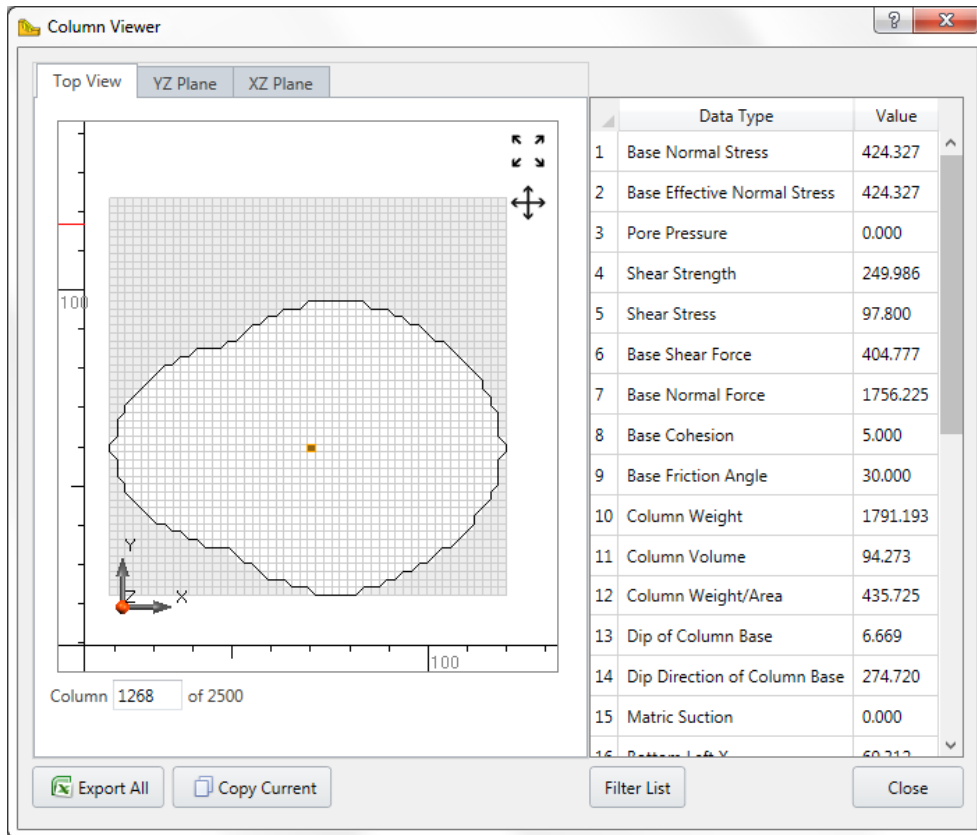 Column Viewer
?
X
Top View YZ Plane XZ Plane
100
Y
Z X
100
Column 1268 of 2500
Data Type Value
1 Base Normal Stress 424.327
2 Base Effective Normal Stress 424.327
3 Pore Pressure 0.000
4 Shear Strength 249.986
5 Shear Stress 97.800
6 Base Shear Force 404.777
7 Base Normal Force 1756.225
8 Base Cohesion 5.000
9 Base Friction Angle 30.000
10 Column Weight 1791.193
11 Column Volume 94.273
12 Column Weight/Area 435.725
13 Dip of Column Base 6.669
14 Dip Direction of Column Base 274.720
15 Matric Suction 0.000
16 Bottom Left X
Export All Copy Current Filter List Close